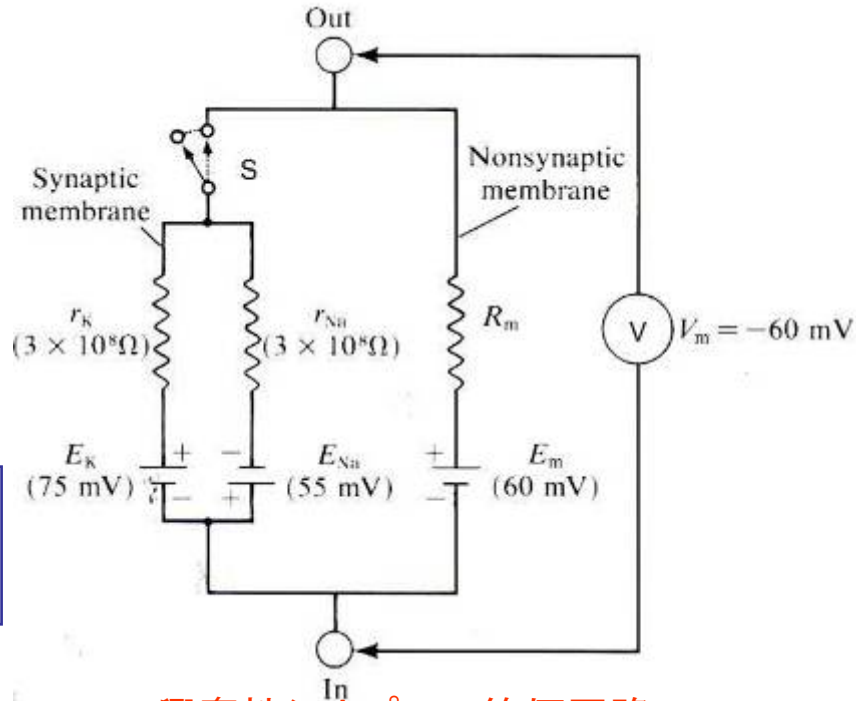 Out
S
Synaptic
membrane
Nonsynaptic
membrane
r_K
(3 × 10⁸Ω)
r_Na
(3 × 10⁸Ω)
R_m
V
V_m = −60 mV
E_K
(75 mV)
+
−
E_Na
(55 mV)
−
+
E_m
(60 mV)
+
−
In